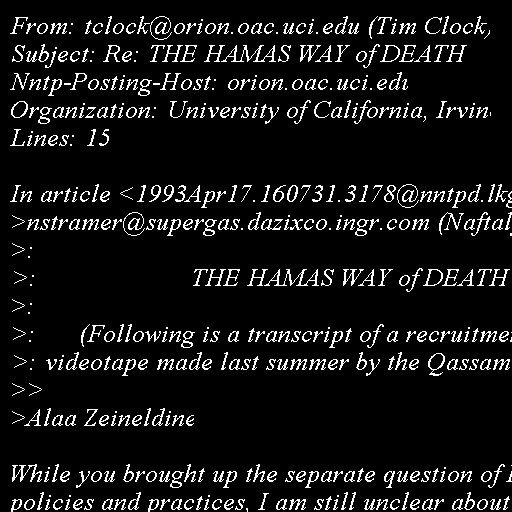 From: tclock@orion.oac.uci.edu (Tim Clock)
Subject: Re: THE HAMAS WAY of DEATH
Nntp-Posting-Host: orion.oac.uci.edu
Organization: University of California, Irvin
Lines: 15

In article <1993Apr17.160731.3178@nntpd.lkg
>nstramer@supergas.dazixco.ingr.com (Naftaly
>:
>: THE HAMAS WAY of DEATH
>:
>: (Following is a transcript of a recruitme
>: videotape made last summer by the Qassam
>>
>Alaa Zeineldine

While you brought up the separate question of
policies and practices, I am still unclear about